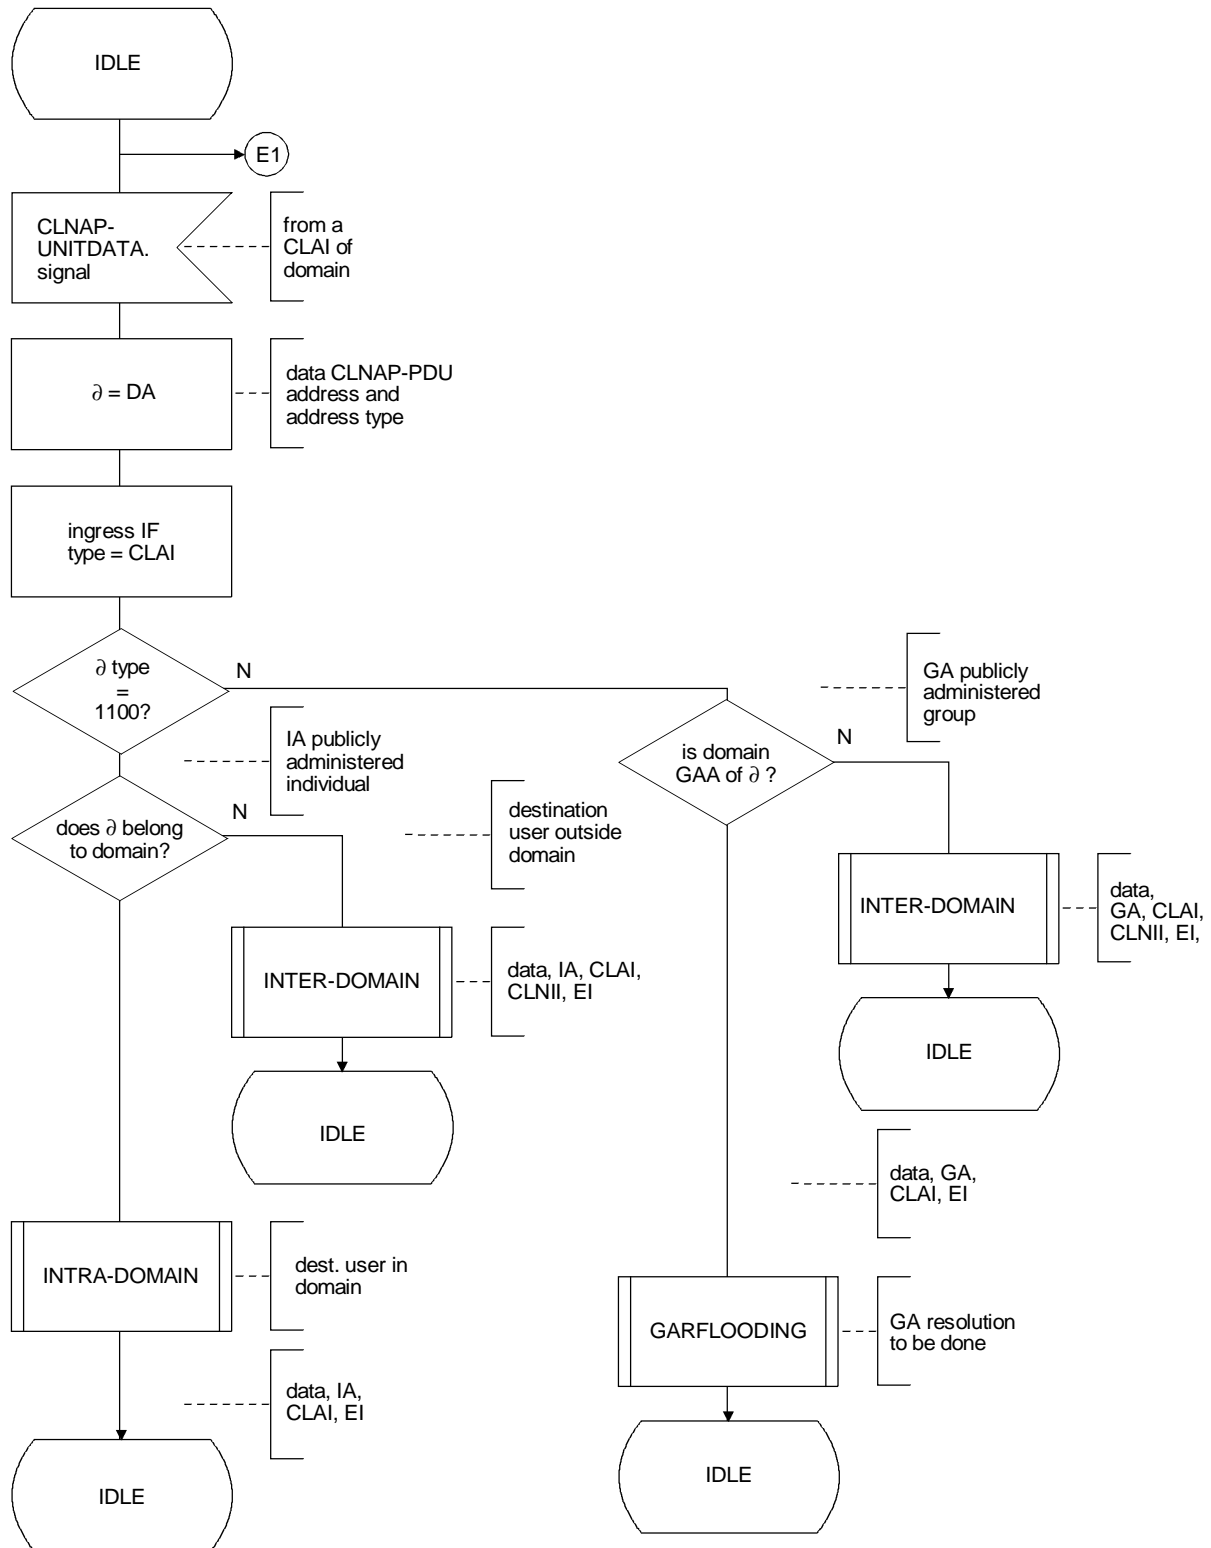 IDLE
E1
CLNAP-
UNITDATA.
signal
from a
CLAI of
domain
∂ = DA
data CLNAP-PDU
address and
address type
ingress IF
type = CLAI
∂ type
=
1100?
N
GA publicly
administered
group
IA publicly
administered
individual
is domain
GAA of ∂ ?
N
does ∂ belong
to domain?
N
destination
user outside
domain
INTER-DOMAIN
data,
GA, CLAI,
CLNII, EI,
INTER-DOMAIN
data, IA, CLAI,
CLNII, EI
IDLE
IDLE
data, GA,
CLAI, EI
INTRA-DOMAIN
dest. user in
domain
GARFLOODING
GA resolution
to be done
data, IA,
CLAI, EI
IDLE
IDLE